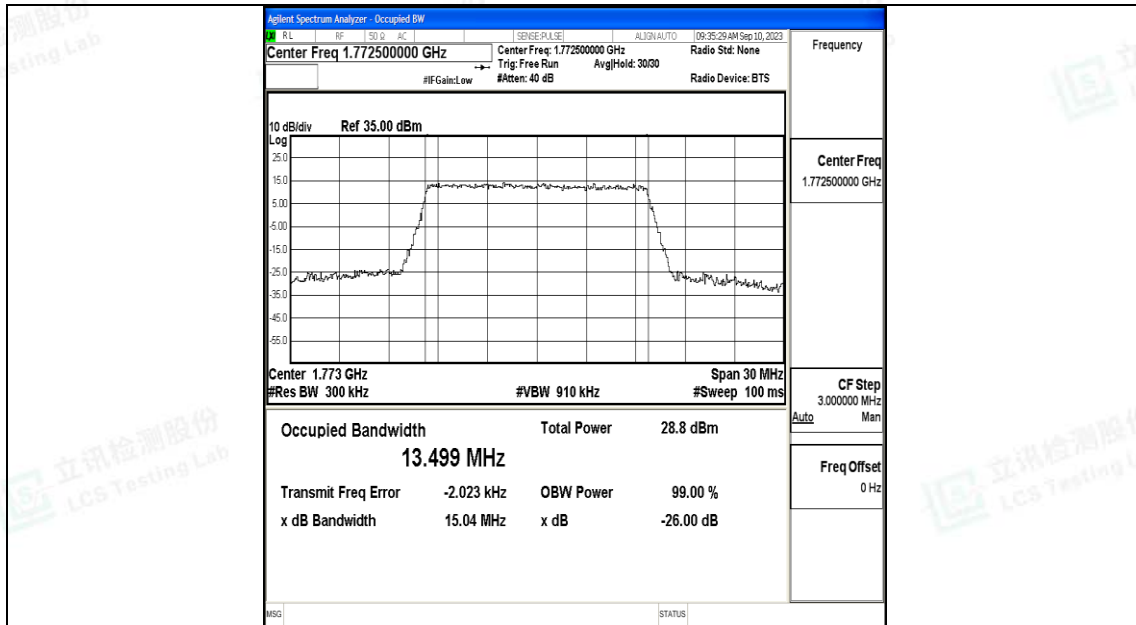 Agilent Spectrum Analyzer - Occupied BW
RL RF 50 Ω AC SENSE:PULSE ALIGN AUTO 09:35:29 AM Sep 10, 2023
Center Freq 1.772500000 GHz
Center Freq: 1.772500000 GHz
Radio Std: None
Trig: Free Run Avg|Hold: 30/30
#IFGain:Low
#Atten: 40 dB
Radio Device: BTS
Frequency
10 dB/div Ref 35.00 dBm
Log
25.0
15.0
5.00
-5.00
-15.0
-25.0
-35.0
-45.0
-55.0
Center 1.773 GHz Span 30 MHz
#Res BW 300 kHz #VBW 910 kHz #Sweep 100 ms
Center Freq
1.772500000 GHz
CF Step
3.000000 MHz
Auto Man
Freq Offset
0 Hz
Occupied Bandwidth Total Power 28.8 dBm
13.499 MHz
Transmit Freq Error -2.023 kHz OBW Power 99.00 %
x dB Bandwidth 15.04 MHz x dB -26.00 dB
MSG STATUS
立讯检测股份
LCS Testing Lab
立讯检测股份
LCS Testing L